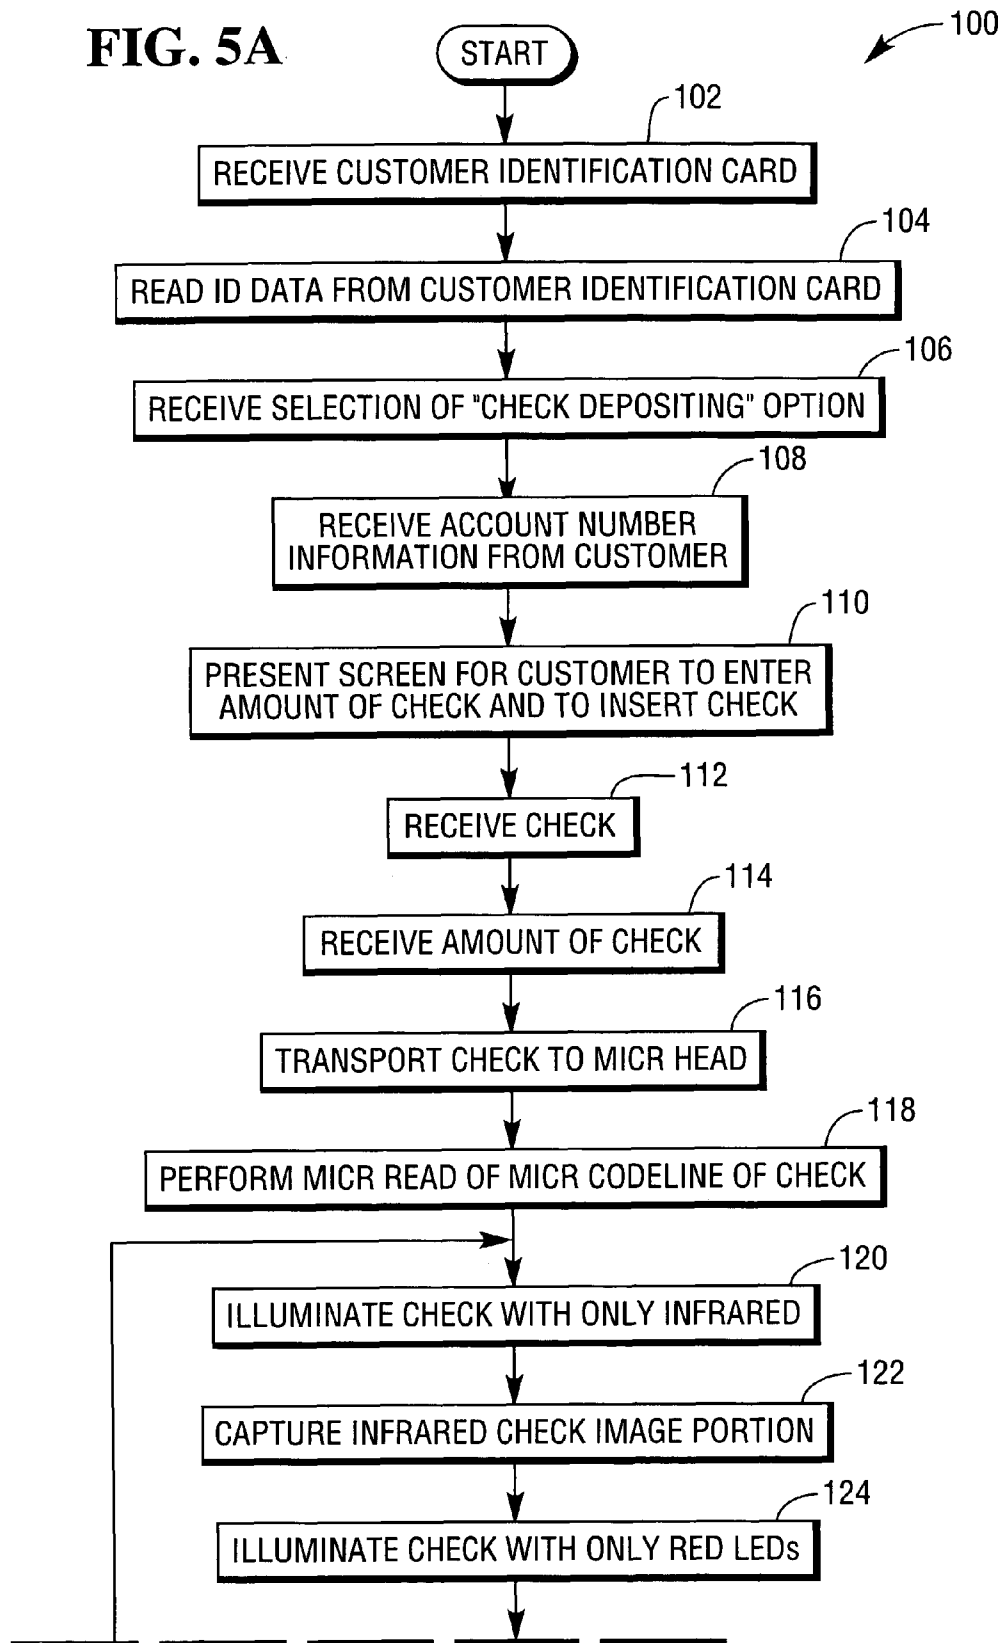 FIG. 5A
START
100
102
RECEIVE CUSTOMER IDENTIFICATION CARD
104
READ ID DATA FROM CUSTOMER IDENTIFICATION CARD
106
RECEIVE SELECTION OF "CHECK DEPOSITING" OPTION
108
RECEIVE ACCOUNT NUMBER
INFORMATION FROM CUSTOMER
110
PRESENT SCREEN FOR CUSTOMER TO ENTER
AMOUNT OF CHECK AND TO INSERT CHECK
112
RECEIVE CHECK
114
RECEIVE AMOUNT OF CHECK
116
TRANSPORT CHECK TO MICR HEAD
118
PERFORM MICR READ OF MICR CODELINE OF CHECK
120
ILLUMINATE CHECK WITH ONLY INFRARED
122
CAPTURE INFRARED CHECK IMAGE PORTION
124
ILLUMINATE CHECK WITH ONLY RED LEDs